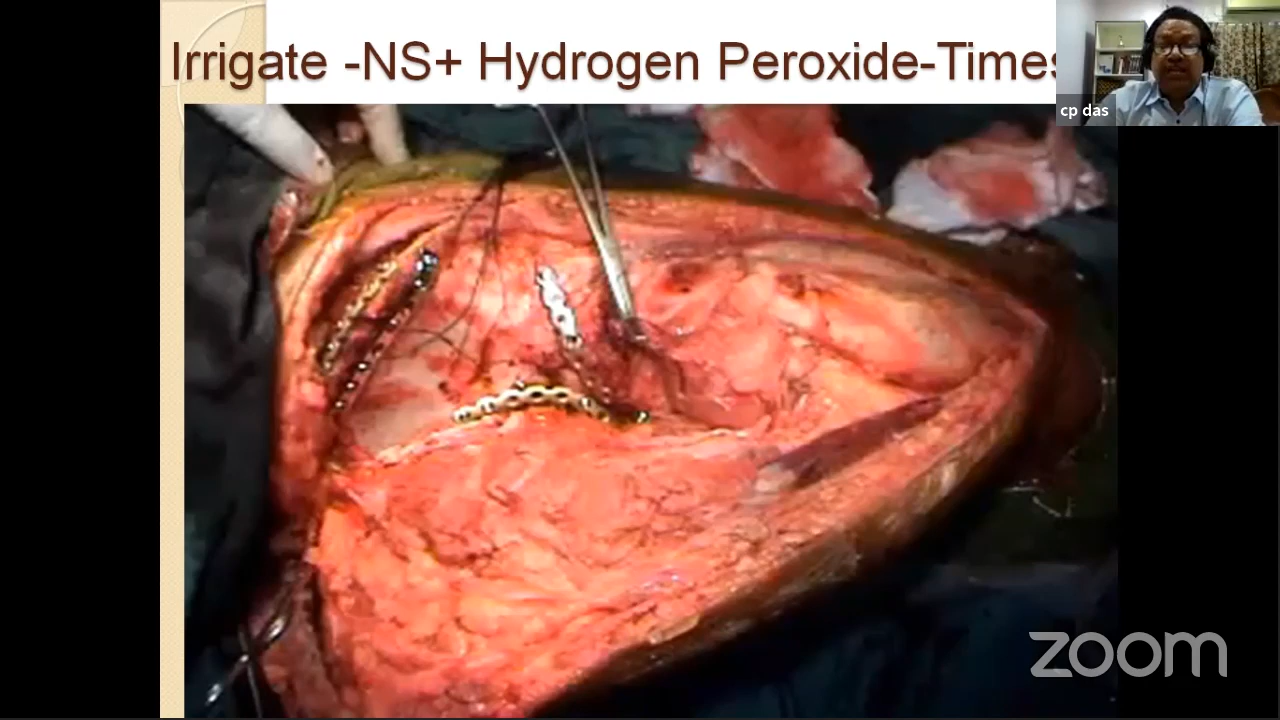 Irrigate -NS+ Hydrogen Peroxide-Times
cp das
zoom